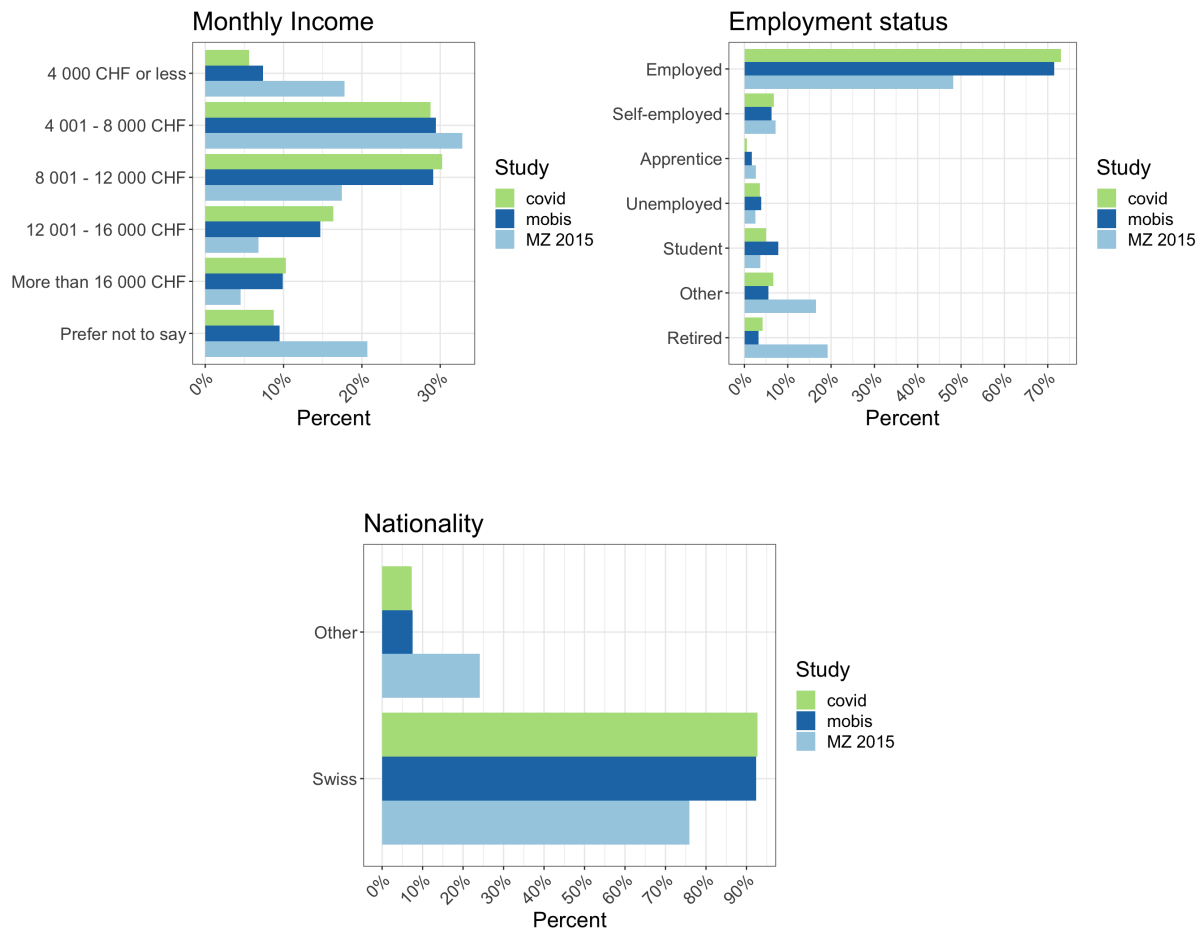 Monthly Income
4 000 CHF or less
4 001 - 8 000 CHF
8 001 - 12 000 CHF
12 001 - 16 000 CHF
More than 16 000 CHF
Prefer not to say
0% 10% 20% 30%
Percent
Study
covid
mobis
MZ 2015
Employment status
Employed
Self-employed
Apprentice
Unemployed
Student
Other
Retired
0% 10% 20% 30% 40% 50% 60% 70%
Percent
Study
covid
mobis
MZ 2015
Nationality
Other
Swiss
0% 10% 20% 30% 40% 50% 60% 70% 80% 90%
Percent
Study
covid
mobis
MZ 2015